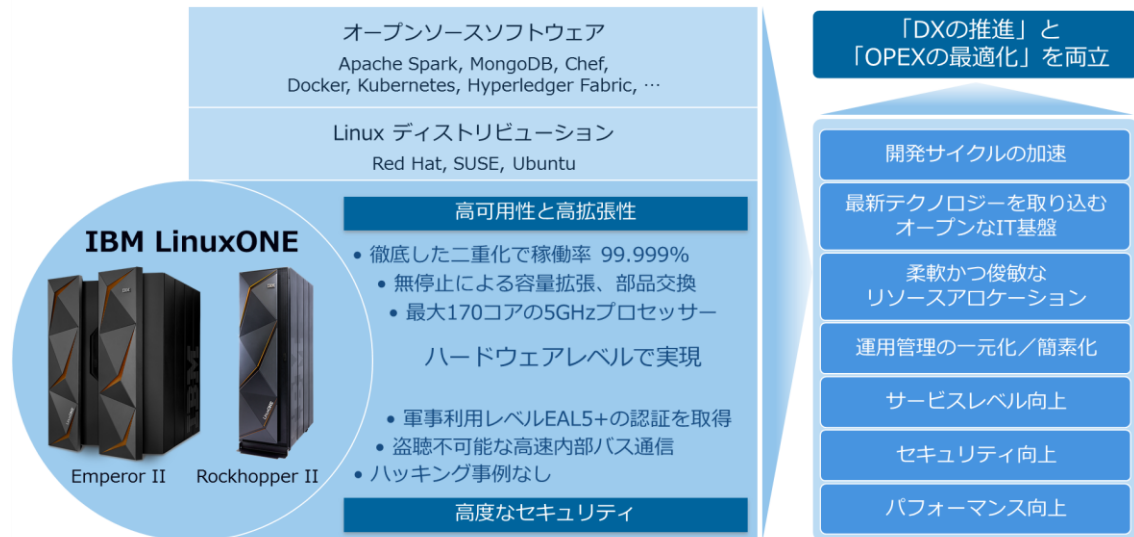 オープンソースソフトウェア
Apache Spark, MongoDB, Chef,
Docker, Kubernetes, Hyperledger Fabric, …
Linux ディストリビューション
Red Hat, SUSE, Ubuntu
IBM LinuxONE
Emperor II
Rockhopper II
高可用性と高拡張性
• 徹底した二重化で稼働率 99.999%
• 無停止による容量拡張、部品交換
• 最大170コアの5GHzプロセッサー
ハードウェアレベルで実現
• 軍事利用レベルEAL5+の認証を取得
• 盗聴不可能な高速内部バス通信
• ハッキング事例なし
高度なセキュリティ
「DXの推進」と
「OPEXの最適化」を両立
開発サイクルの加速
最新テクノロジーを取り込む
オープンなIT基盤
柔軟かつ俊敏な
リソースアロケーション
運用管理の一元化／簡素化
サービスレベル向上
セキュリティ向上
パフォーマンス向上